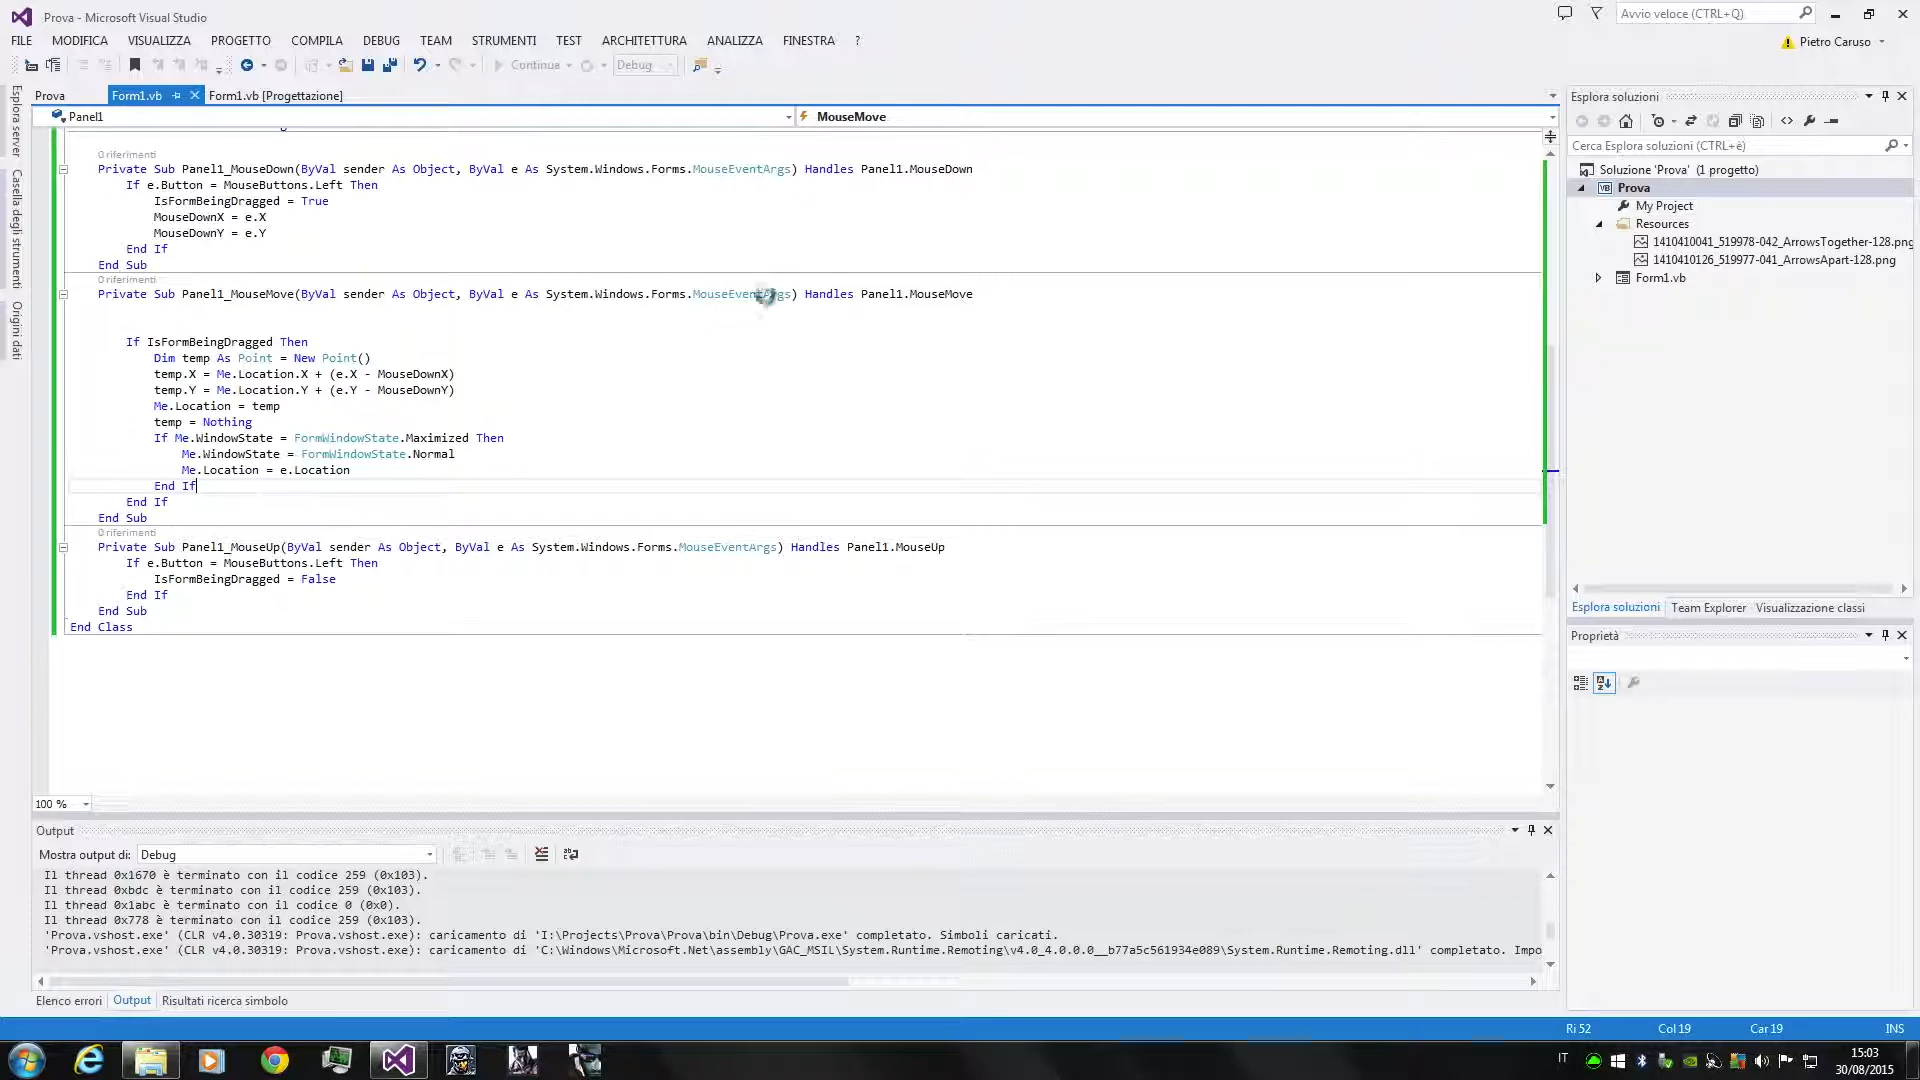 Prova - Microsoft Visual Studio
Avvio veloce (CTRL+Q)
FILE MODIFICA VISUALIZZA PROGETTO COMPILA DEBUG TEAM STRUMENTI TEST ARCHITETTURA ANALIZZA FINESTRA ?
Pietro Caruso
Continua Debug
Prova Form1.vb Form1.vb [Progettazione]
Panel1 MouseMove
Esplora server
Casella degli strumenti
Origini dati
0 riferimenti
Private Sub Panel1_MouseDown(ByVal sender As Object, ByVal e As System.Windows.Forms.MouseEventArgs) Handles Panel1.MouseDown
If e.Button = MouseButtons.Left Then
IsFormBeingDragged = True
MouseDownX = e.X
MouseDownY = e.Y
End If
End Sub
0 riferimenti
Private Sub Panel1_MouseMove(ByVal sender As Object, ByVal e As System.Windows.Forms.MouseEventArgs) Handles Panel1.MouseMove
If IsFormBeingDragged Then
Dim temp As Point = New Point()
temp.X = Me.Location.X + (e.X - MouseDownX)
temp.Y = Me.Location.Y + (e.Y - MouseDownY)
Me.Location = temp
temp = Nothing
If Me.WindowState = FormWindowState.Maximized Then
Me.WindowState = FormWindowState.Normal
Me.Location = e.Location
End If
End If
End Sub
0 riferimenti
Private Sub Panel1_MouseUp(ByVal sender As Object, ByVal e As System.Windows.Forms.MouseEventArgs) Handles Panel1.MouseUp
If e.Button = MouseButtons.Left Then
IsFormBeingDragged = False
End If
End Sub
End Class
100 %
Esplora soluzioni
Cerca Esplora soluzioni (CTRL+è)
Soluzione 'Prova' (1 progetto)
VB Prova
My Project
Resources
1410410041_519978-042_ArrowsTogether-128.png
1410410126_519977-041_ArrowsApart-128.png
Form1.vb
Esplora soluzioni Team Explorer Visualizzazione classi
Proprietà
Output
Mostra output di: Debug
Il thread 0x1670 è terminato con il codice 259 (0x103).
Il thread 0xbdc è terminato con il codice 259 (0x103).
Il thread 0x1abc è terminato con il codice 0 (0x0).
Il thread 0x778 è terminato con il codice 259 (0x103).
'Prova.vshost.exe' (CLR v4.0.30319: Prova.vshost.exe): caricamento di 'I:\Projects\Prova\Prova\bin\Debug\Prova.exe' completato. Simboli caricati.
'Prova.vshost.exe' (CLR v4.0.30319: Prova.vshost.exe): caricamento di 'C:\Windows\Microsoft.Net\assembly\GAC_MSIL\System.Runtime.Remoting\v4.0_4.0.0.0__b77a5c561934e089\System.Runtime.Remoting.dll' completato. Impo
Elenco errori Output Risultati ricerca simbolo
Ri 52 Col 19 Car 19 INS
IT
15:03
30/08/2015